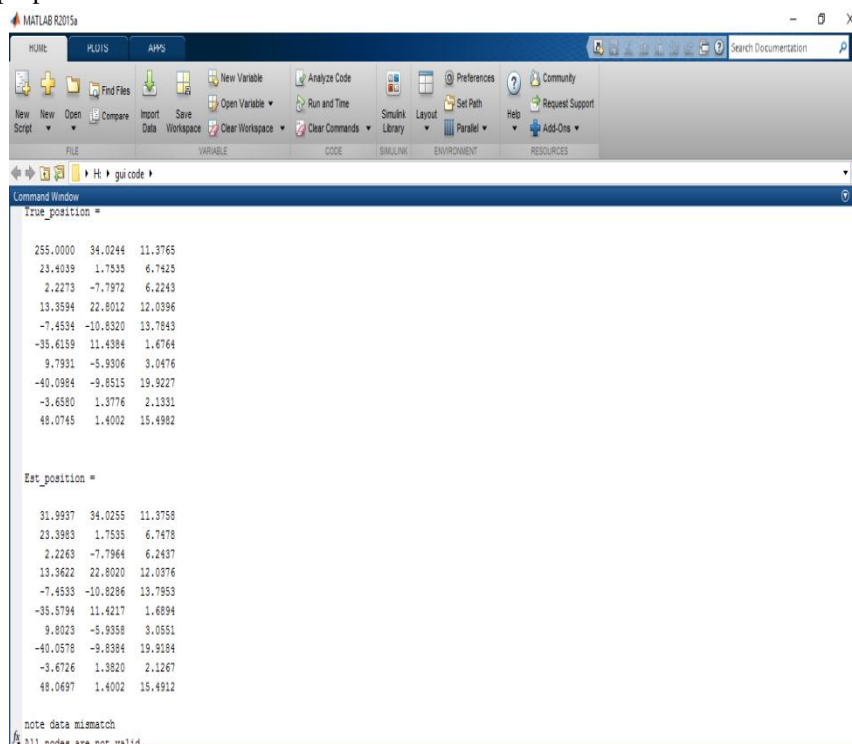 MATLAB R2015a
HOME PLOTS APPS
Search Documentation
New Script
New
Open
Find Files
Compare
Import Data
Save Workspace
New Variable
Open Variable
Clear Workspace
Analyze Code
Run and Time
Clear Commands
Simulink Library
Layout
Preferences
Set Path
Parallel
Help
Community
Request Support
Add-Ons
FILE VARIABLE CODE SIMULINK ENVIRONMENT RESOURCES
H: gui code
Command Window
True_position =
255.0000 34.0244 11.3765
23.4039 1.7535 6.7425
2.2273 -7.7972 6.2243
13.3594 22.8012 12.0396
-7.4534 -10.8320 13.7843
-35.6159 11.4384 1.6764
9.7931 -5.9306 3.0476
-40.0984 -9.8515 19.9227
-3.6580 1.3776 2.1331
48.0745 1.4002 15.4982
Est_position =
31.9937 34.0255 11.3758
23.3983 1.7535 6.7478
2.2263 -7.7964 6.2437
13.3622 22.8020 12.0376
-7.4533 -10.8286 13.7953
-35.5794 11.4217 1.6894
9.8023 -5.9358 3.0551
-40.0578 -9.8384 19.9184
-3.6726 1.3820 2.1267
48.0697 1.4002 15.4912
note data mismatch
fx All nodes are not valid